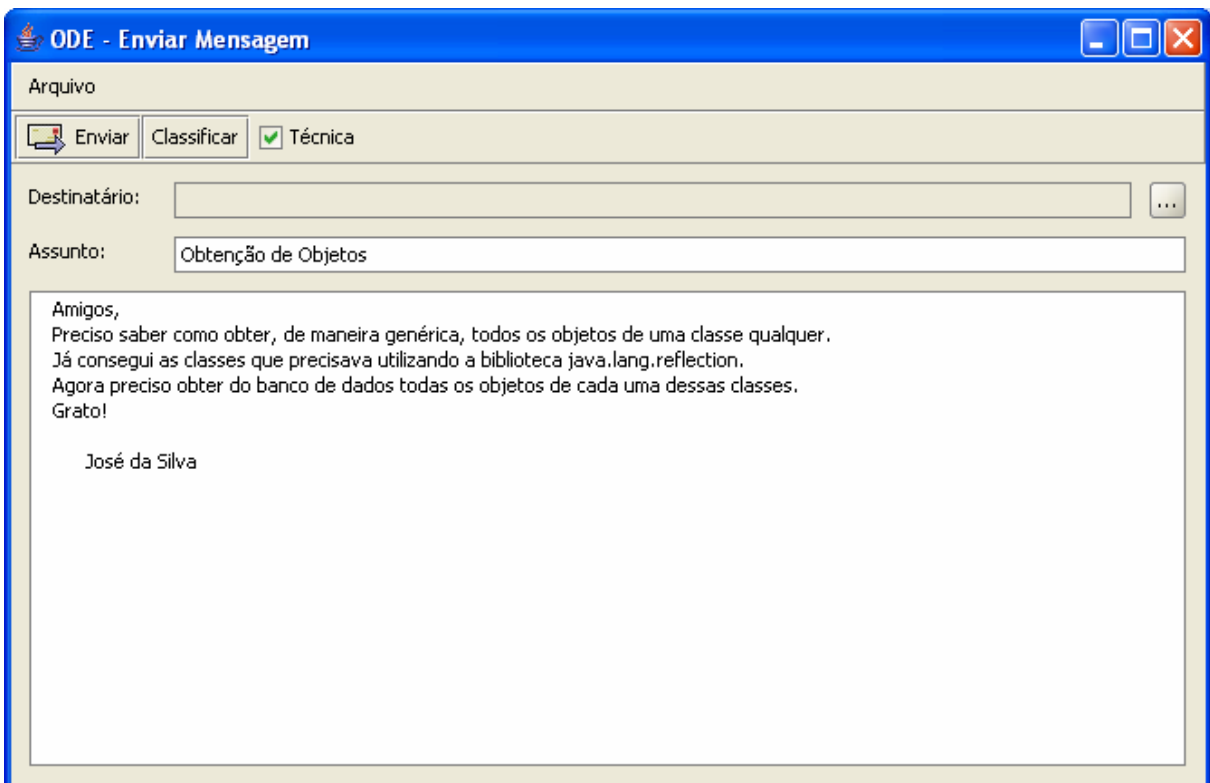 ODE - Enviar Mensagem
Arquivo
Enviar Classificar Técnica
Destinatário: ...
Assunto: Obtenção de Objetos
Amigos,
Preciso saber como obter, de maneira genérica, todos os objetos de uma classe qualquer.
Já consegui as classes que precisava utilizando a biblioteca java.lang.reflection.
Agora preciso obter do banco de dados todas os objetos de cada uma dessas classes.
Grato!
José da Silva